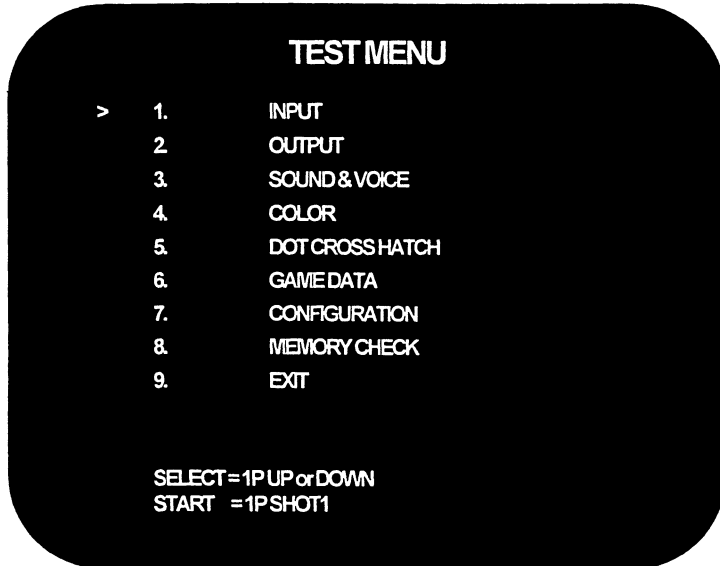 TEST MENU
> 1. INPUT
2. OUTPUT
3. SOUND & VOICE
4. COLOR
5. DOT CROSS HATCH
6. GAME DATA
7. CONFIGURATION
8. MEMORY CHECK
9. EXIT
SELECT = 1P UP or DOWN
START = 1P SHOT1